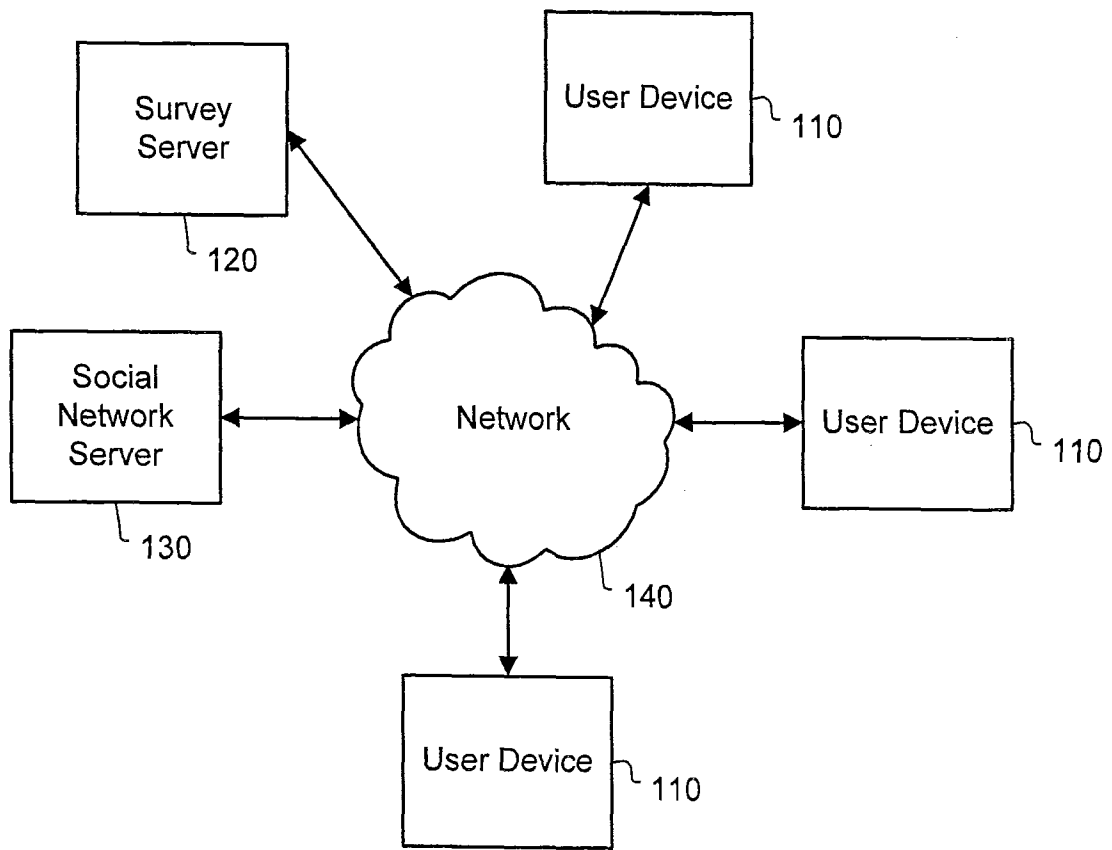 Survey
Server
120
User Device
110
Social
Network
Server
130
Network
140
User Device
110
User Device
110